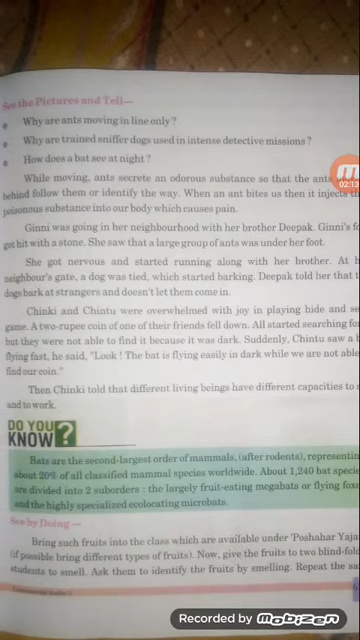 See the Pictures and Tell—
Why are ants moving in line only ?
Why are trained sniffer dogs used in intense detective missions ?
How does a bat see at night ?
While moving, ants secrete an odorous substance so that the ants
behind follow them or identify the way. When an ant bites us then it injects
poisonous substance into our body which causes pain.
Ginni was going in her neighbourhood with her brother Deepak. Ginni's
got hit with a stone. She saw that a large group of ants was under her foot.
She got nervous and started running along with her brother. At
neighbour's gate, a dog was tied, which started barking. Deepak told her that
dogs bark at strangers and doesn't let them come in.
Chinki and Chintu were overwhelmed with joy in playing hide and
game. A two-rupee coin of one of their friends fell down. All started searching
but they were not able to find it because it was dark. Suddenly, Chintu saw a
flying fast, he said, "Look ! The bat is flying easily in dark while we are not able
find our coin."
Then Chinki told that different living beings have different capacities to
and to work.
DO YOU
KNOW ?
Bats are the second-largest order of mammals, (after rodents),
about 20% of all classified mammal species worldwide. About 1,240 bat
are divided into 2 suborders : the largely fruit-eating megabats or flying
and the highly specialized ecolocating microbats.
See by Doing—
Bring such fruits into the class which are available under 'Poshahar
(if possible bring different types of fruits). Now, give the fruits to two
students to smell. Ask them to identify the fruits by smelling. Repeat the
M
02:13
Recorded by Mobizen